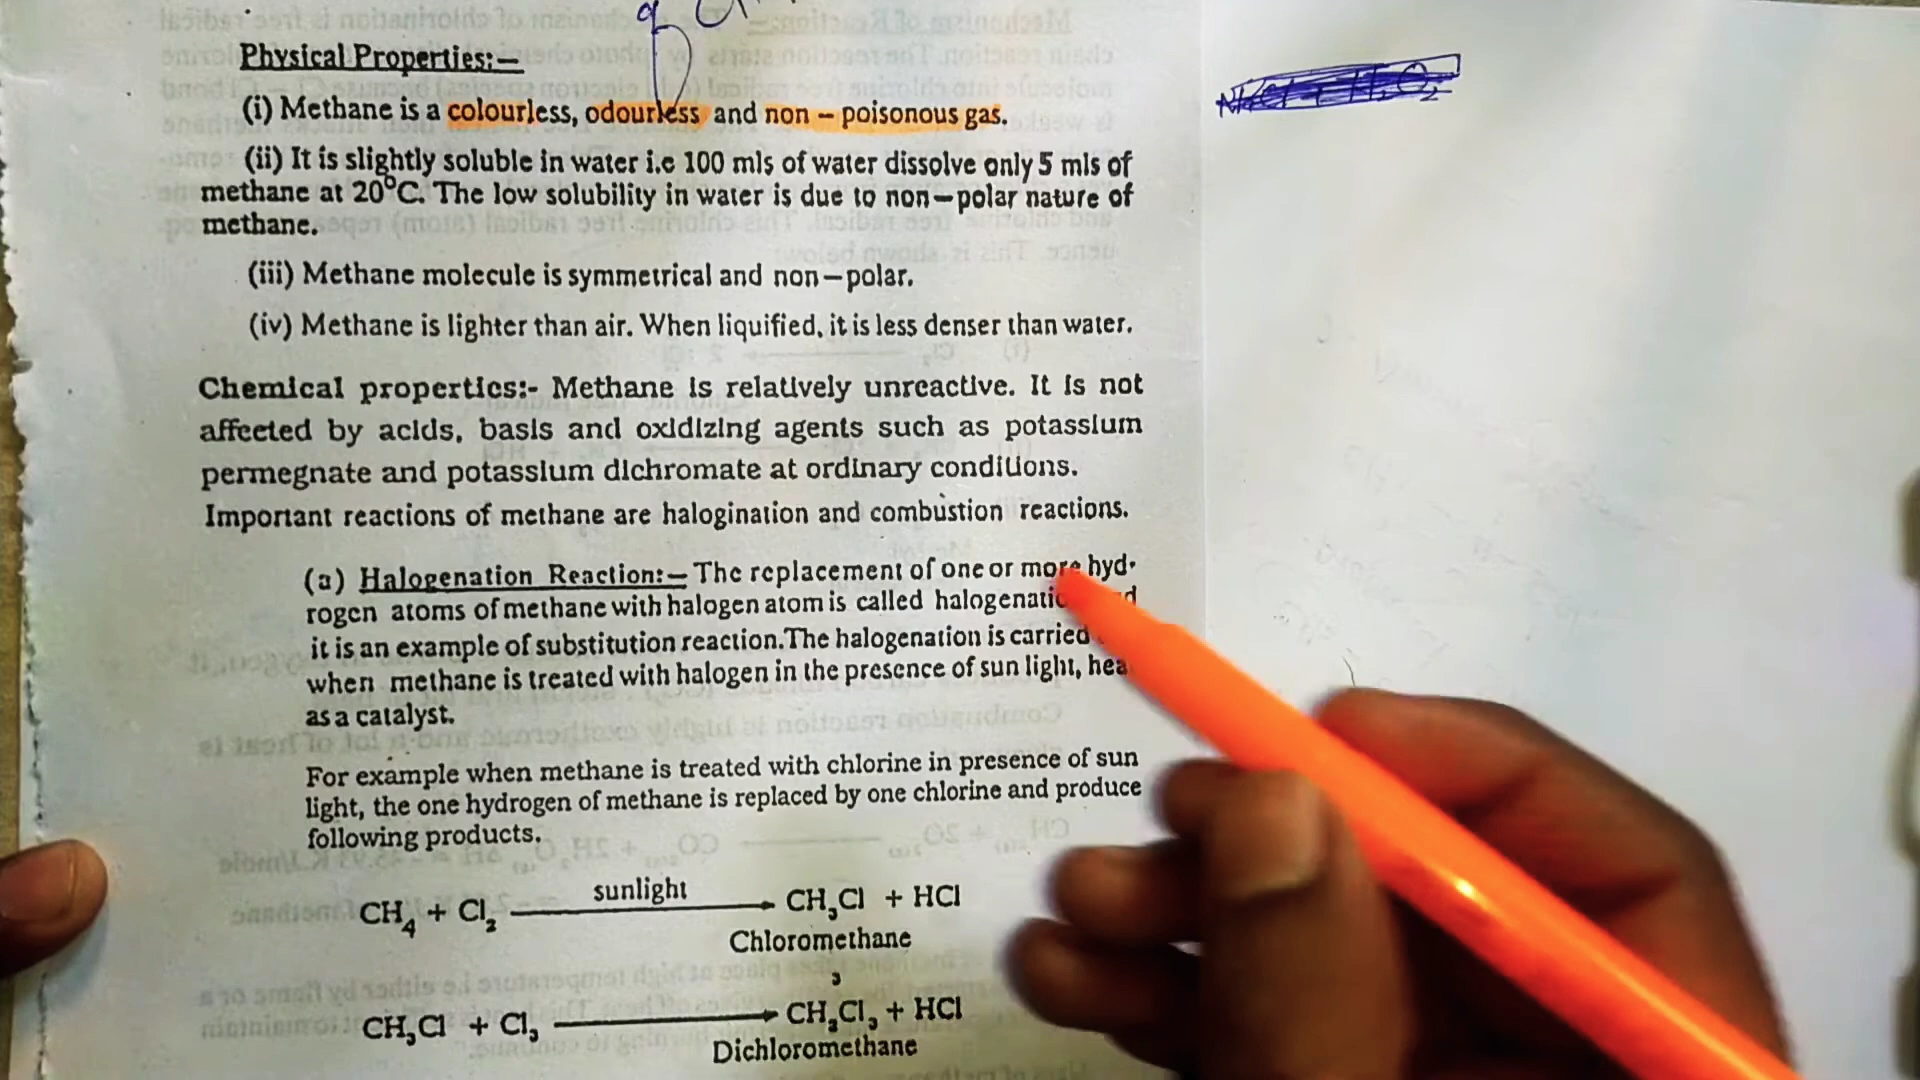 Physical Properties:—
(i) Methane is a colourless, odourless and non – poisonous gas.
(ii) It is slightly soluble in water i.e 100 mls of water dissolve only 5 mls of
methane at 20°C. The low solubility in water is due to non–polar nature of
methane.
(iii) Methane molecule is symmetrical and non–polar.
(iv) Methane is lighter than air. When liquified, it is less denser than water.
Chemical properties:- Methane is relatively unreactive. It is not
affected by acids, basis and oxidizing agents such as potassium
permegnate and potassium dichromate at ordinary conditions.
Important reactions of methane are halogination and combustion reactions.
(a) Halogenation Reaction:— The replacement of one or more hyd-
rogen atoms of methane with halogen atom is called
it is an example of substitution reaction. The halogenation is carried
when methane is treated with halogen in the presence of sun light,
as a catalyst.
For example when methane is treated with chlorine in presence of sun
light, the one hydrogen of methane is replaced by one chlorine and produce
following products.
sunlight
CH₄ + Cl₂ → CH₃Cl + HCl
Chloromethane
CH₃Cl + Cl₃ → CH₂Cl₃ + HCl
Dichloromethane